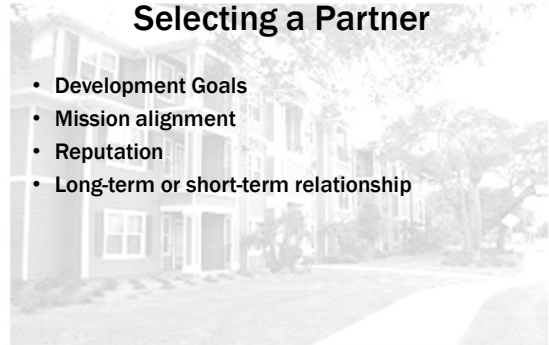 Selecting a Partner
• Development Goals
• Mission alignment
• Reputation
• Long-term or short-term relationship